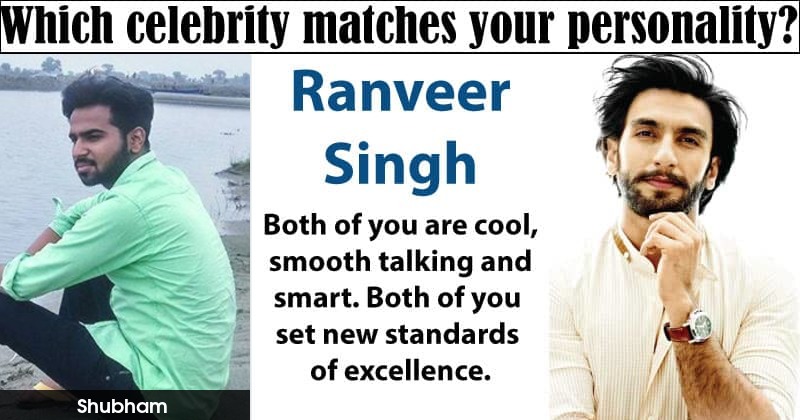 Which celebrity matches your personality?
Ranveer
Singh
Both of you are cool,
smooth talking and
smart. Both of you
set new standards
of excellence.
Shubham